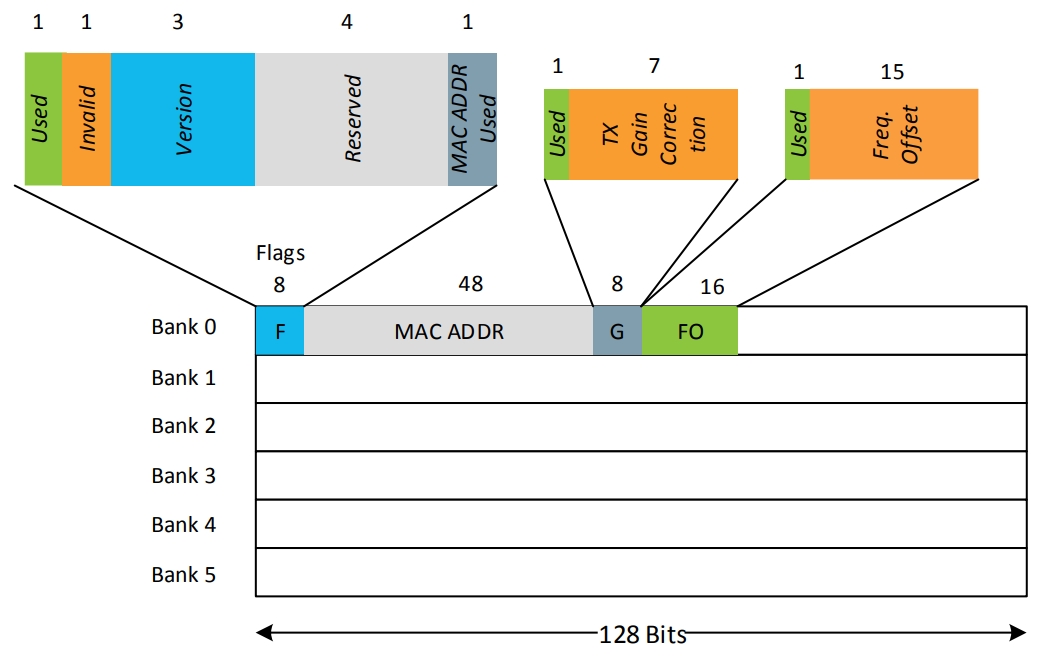 1 1 3 4 1
Used
Invalid
Version
Reserved
MAC ADDR
Used
1 7
Used
TX
Gain
Correc
tion
1 15
Used
Freq.
Offset
Flags
8 48 8 16
Bank 0 F MAC ADDR G FO
Bank 1
Bank 2
Bank 3
Bank 4
Bank 5
128 Bits